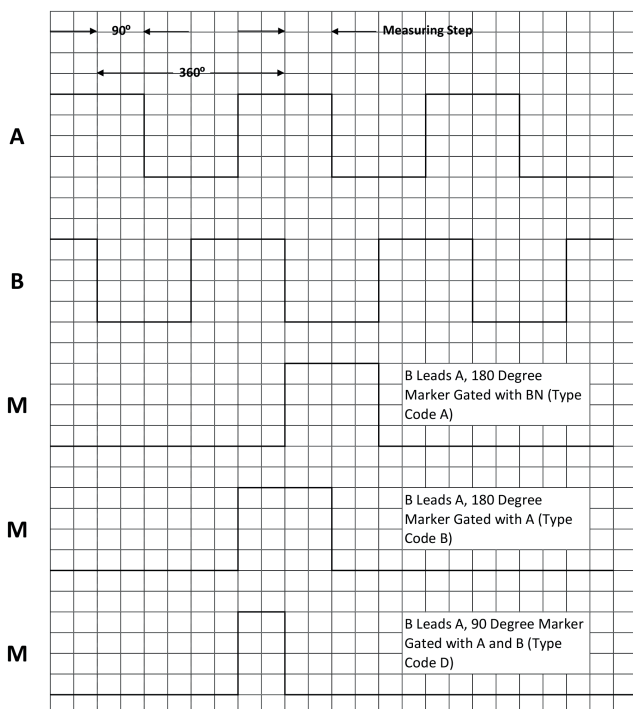 90º
Measuring Step
360º
A
B
M
B Leads A, 180 Degree
Marker Gated with BN (Type
Code A)
M
B Leads A, 180 Degree
Marker Gated with A (Type
Code B)
M
B Leads A, 90 Degree Marker
Gated with A and B (Type
Code D)